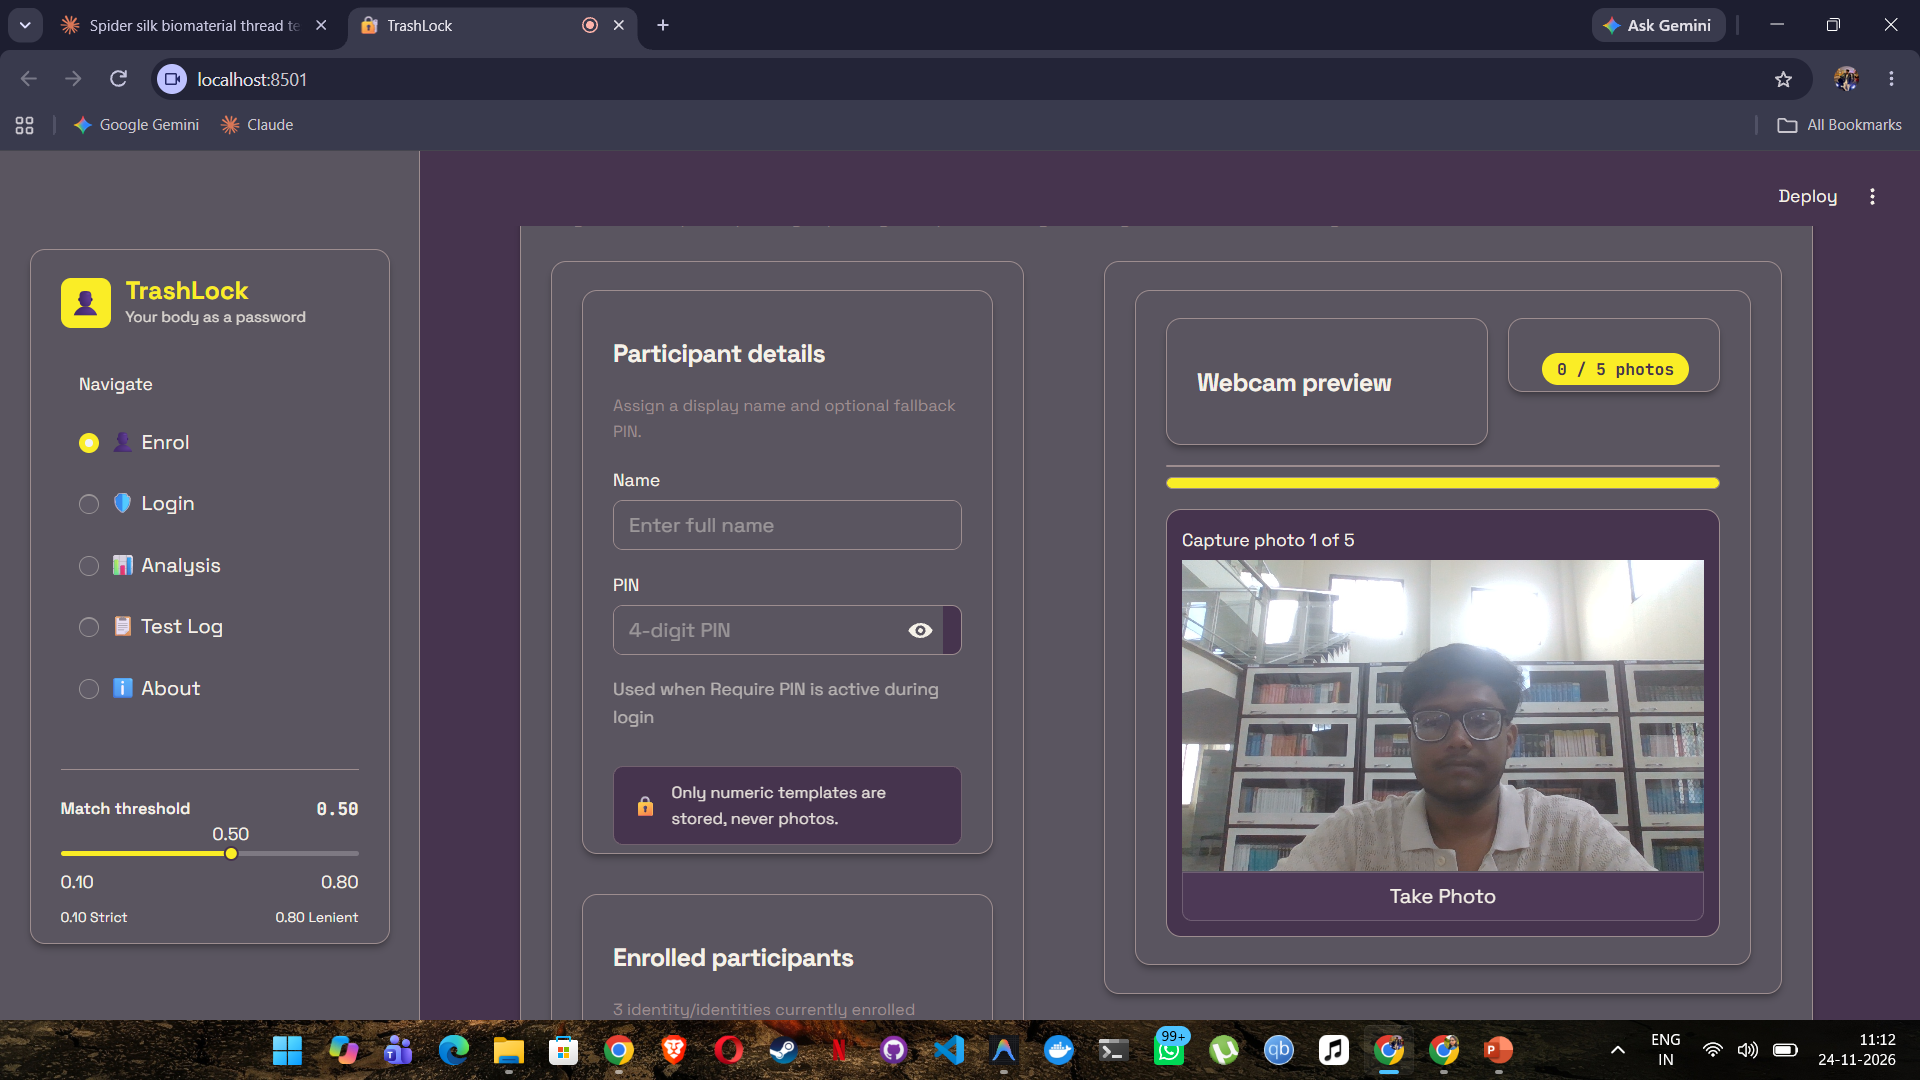 Spider silk biomaterial thread te
TrashLock
Ask Gemini
localhost:8501
Google Gemini
Claude
All Bookmarks
Deploy
TrashLock
Your body as a password
Navigate
Enrol
Login
Analysis
Test Log
About
Match threshold
0.50
0.50
0.10
0.80
0.10 Strict
0.80 Lenient
Participant details
Assign a display name and optional fallback
PIN.
Name
Enter full name
PIN
4-digit PIN
Used when Require PIN is active during
login
Only numeric templates are
stored, never photos.
Enrolled participants
3 identity/identities currently enrolled
Webcam preview
0 / 5 photos
Capture photo 1 of 5
Take Photo
99+
ENG
IN
11:12
24-11-2026